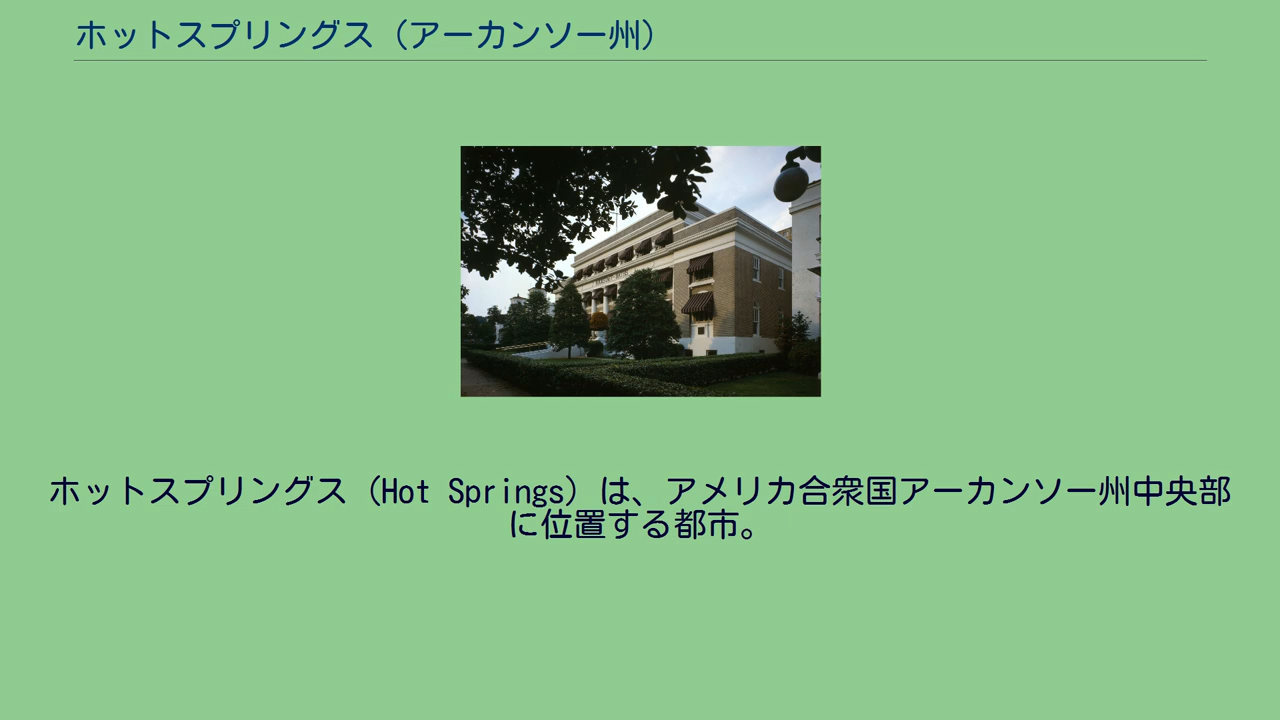 ホットスプリングス（アーカンソー州）
ホットスプリングス（Hot Springs）は、アメリカ合衆国アーカンソー州中央部
に位置する都市。